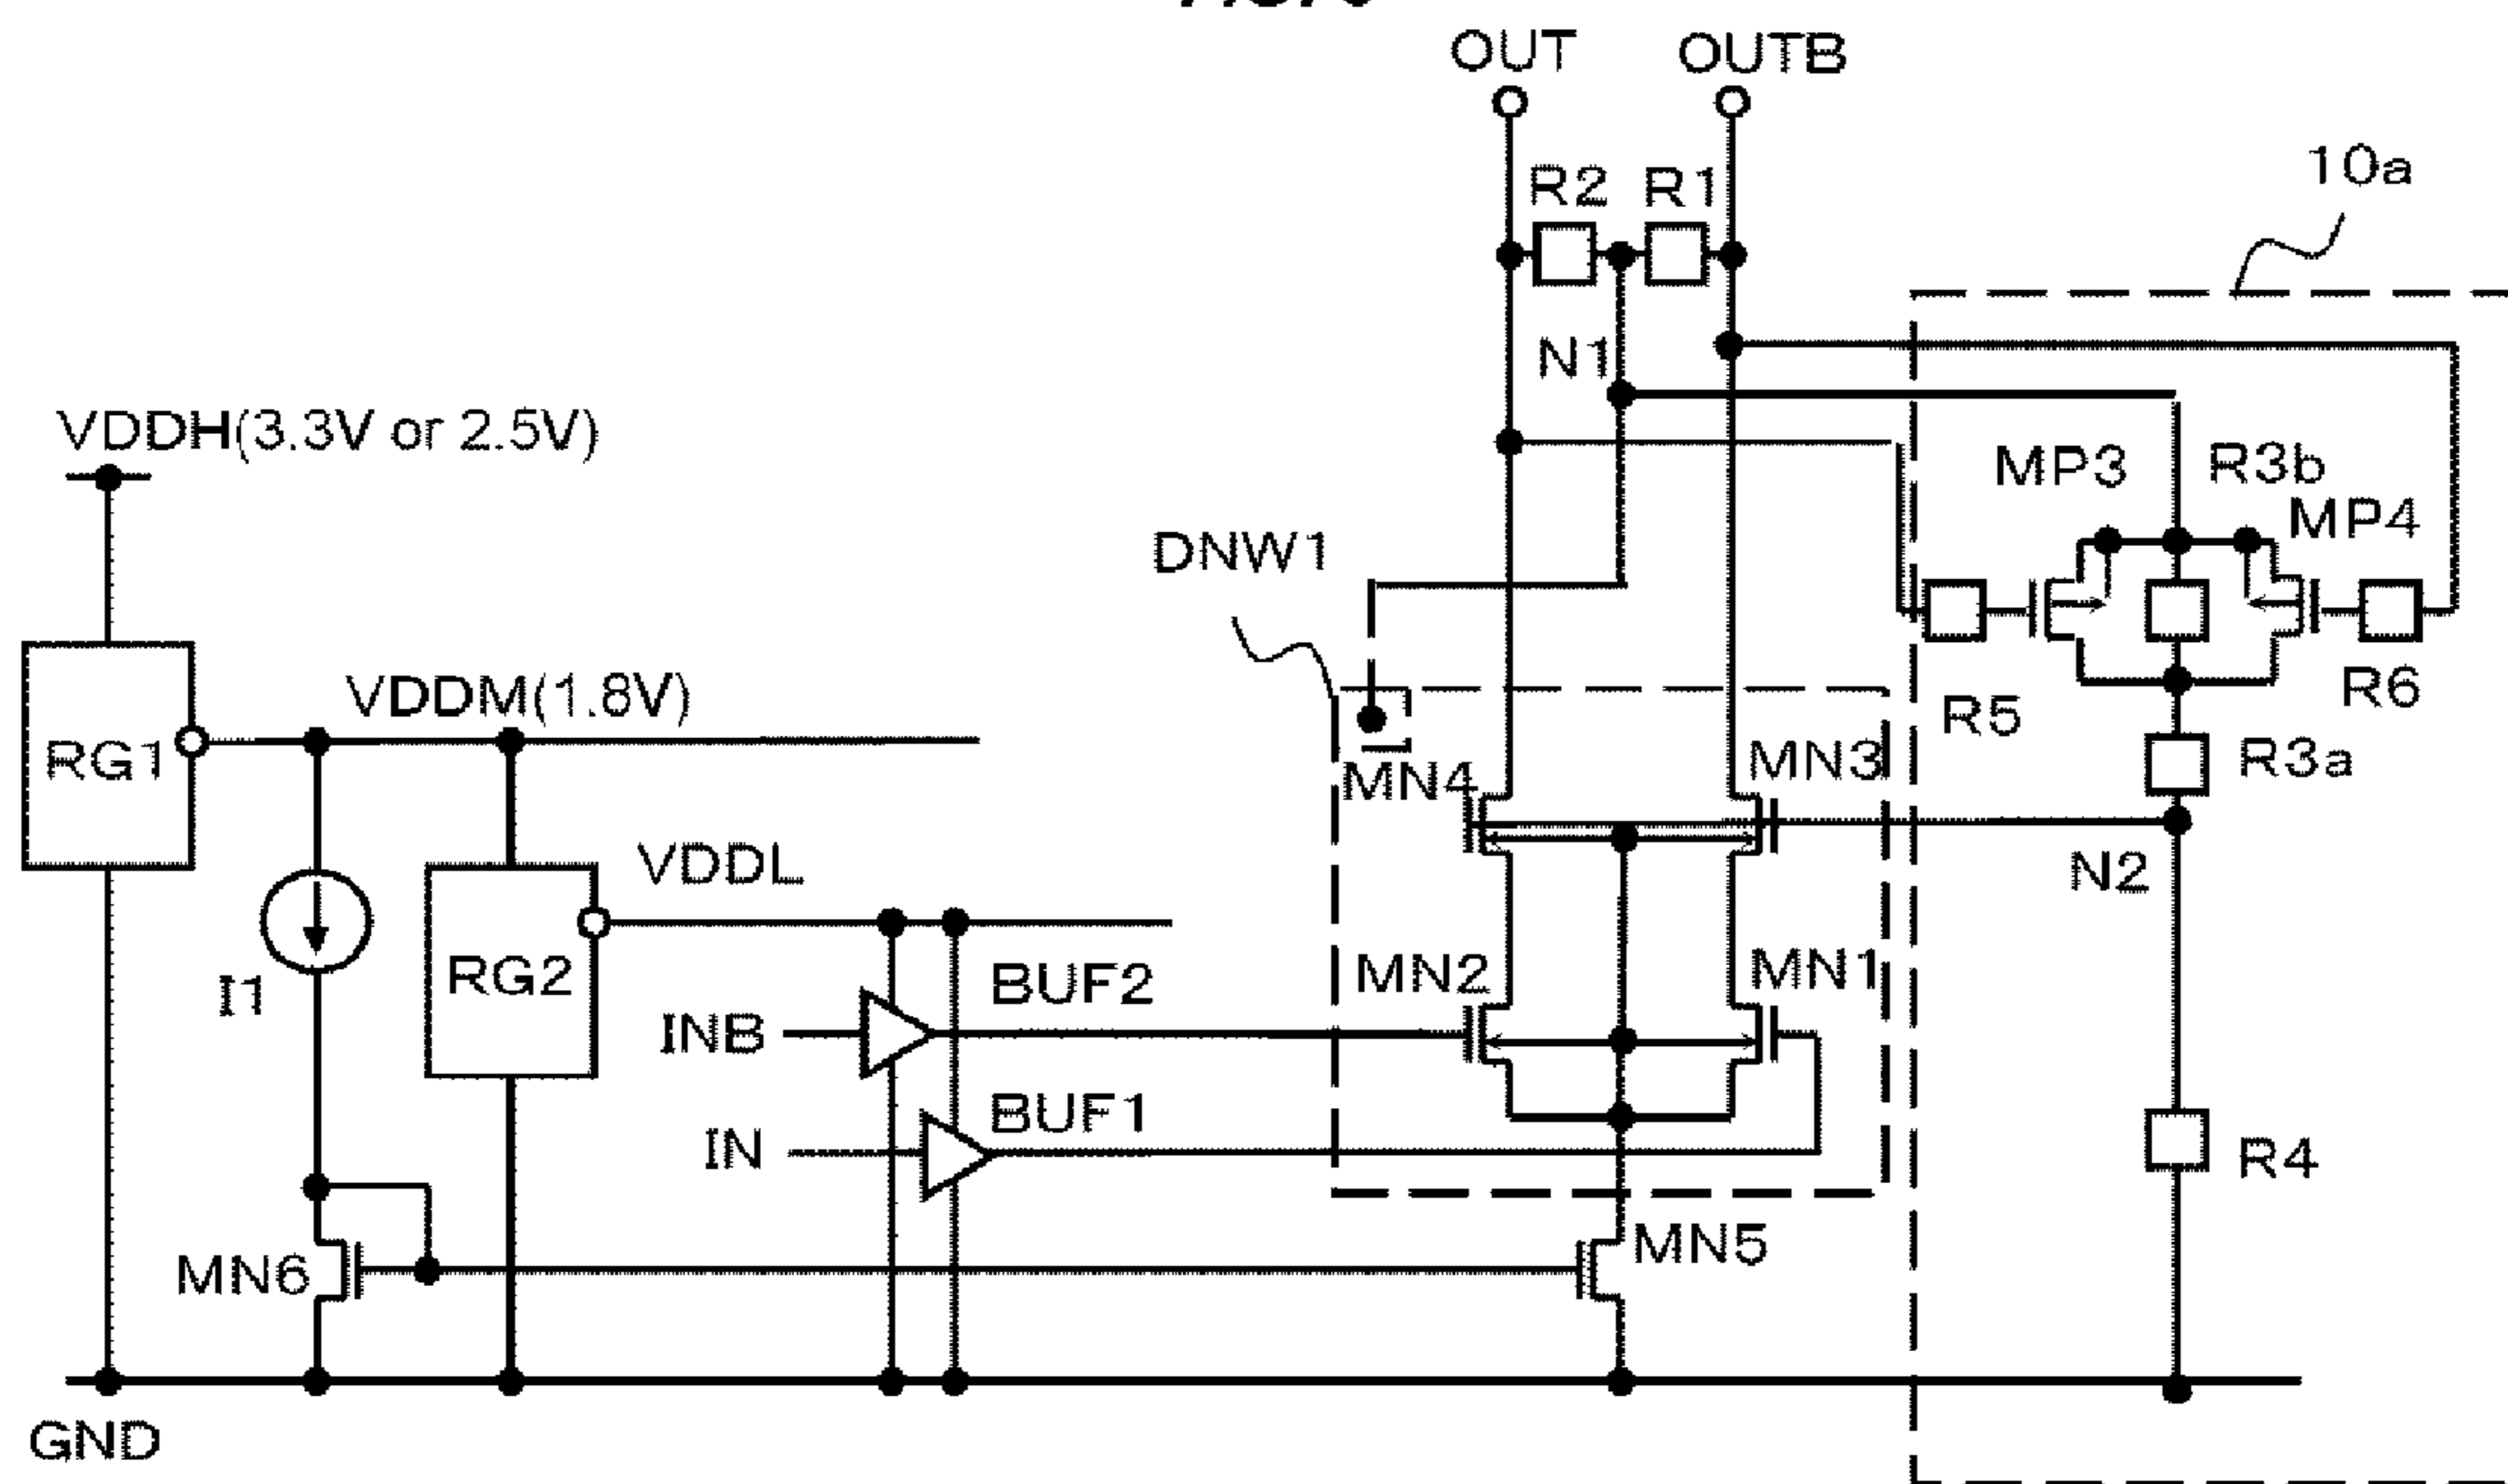 OUT OUTB
R2 R1
10a
N1
VDDH(3.3V or 2.5V)
MP3 R3b
MP4
DNW1
VDDM(1.8V)
R5
R6
RG1
MN4 MN3
R3a
VDDL
N2
I1
RG2
BUF2
MN2 MN1
INB
BUF1
IN
R4
MN6
MN5
GND